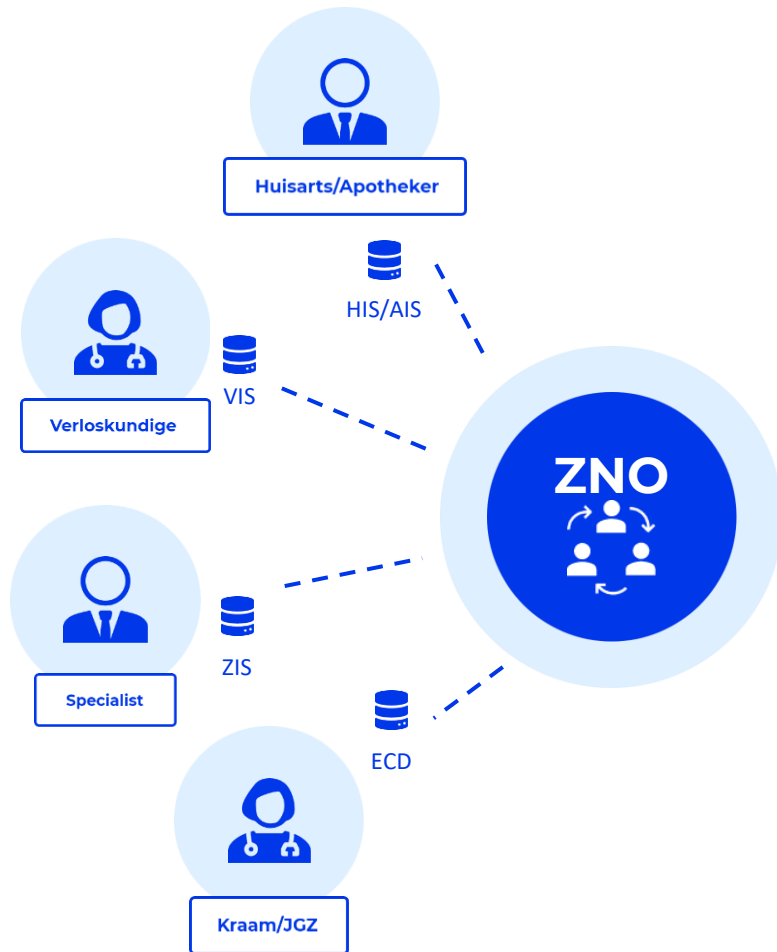 Huisarts/Apotheker
HIS/AIS
VIS
Verloskundige
ZNO
ZIS
Specialist
ECD
Kraam/JGZ